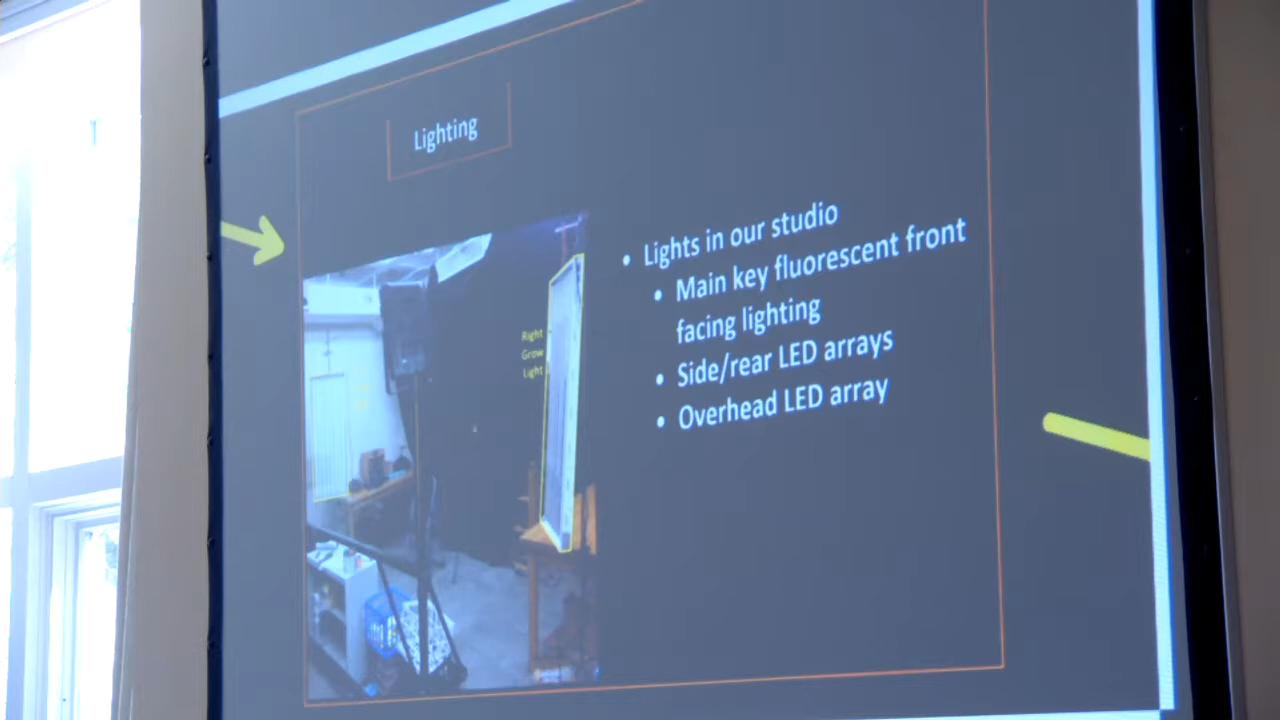 Lighting
Right
Grow
Light
• Lights in our studio
• Main key fluorescent front
facing lighting
• Side/rear LED arrays
• Overhead LED array